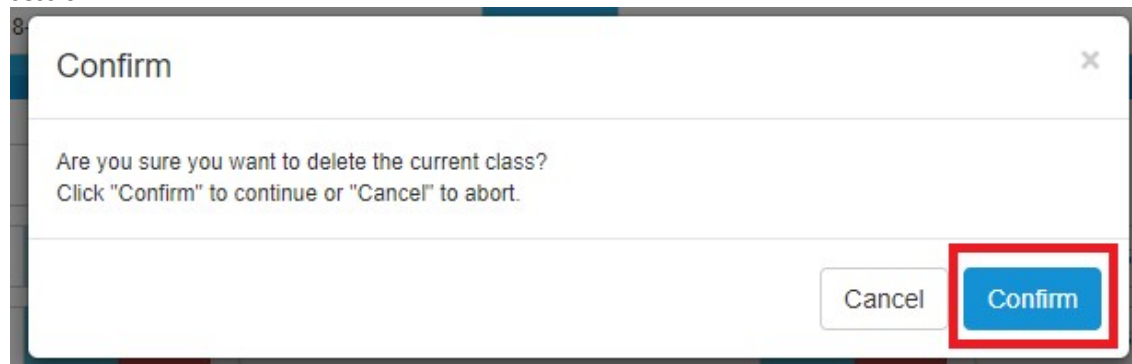 8-
Confirm
×
Are you sure you want to delete the current class?
Click "Confirm" to continue or "Cancel" to abort.
Cancel
Confirm